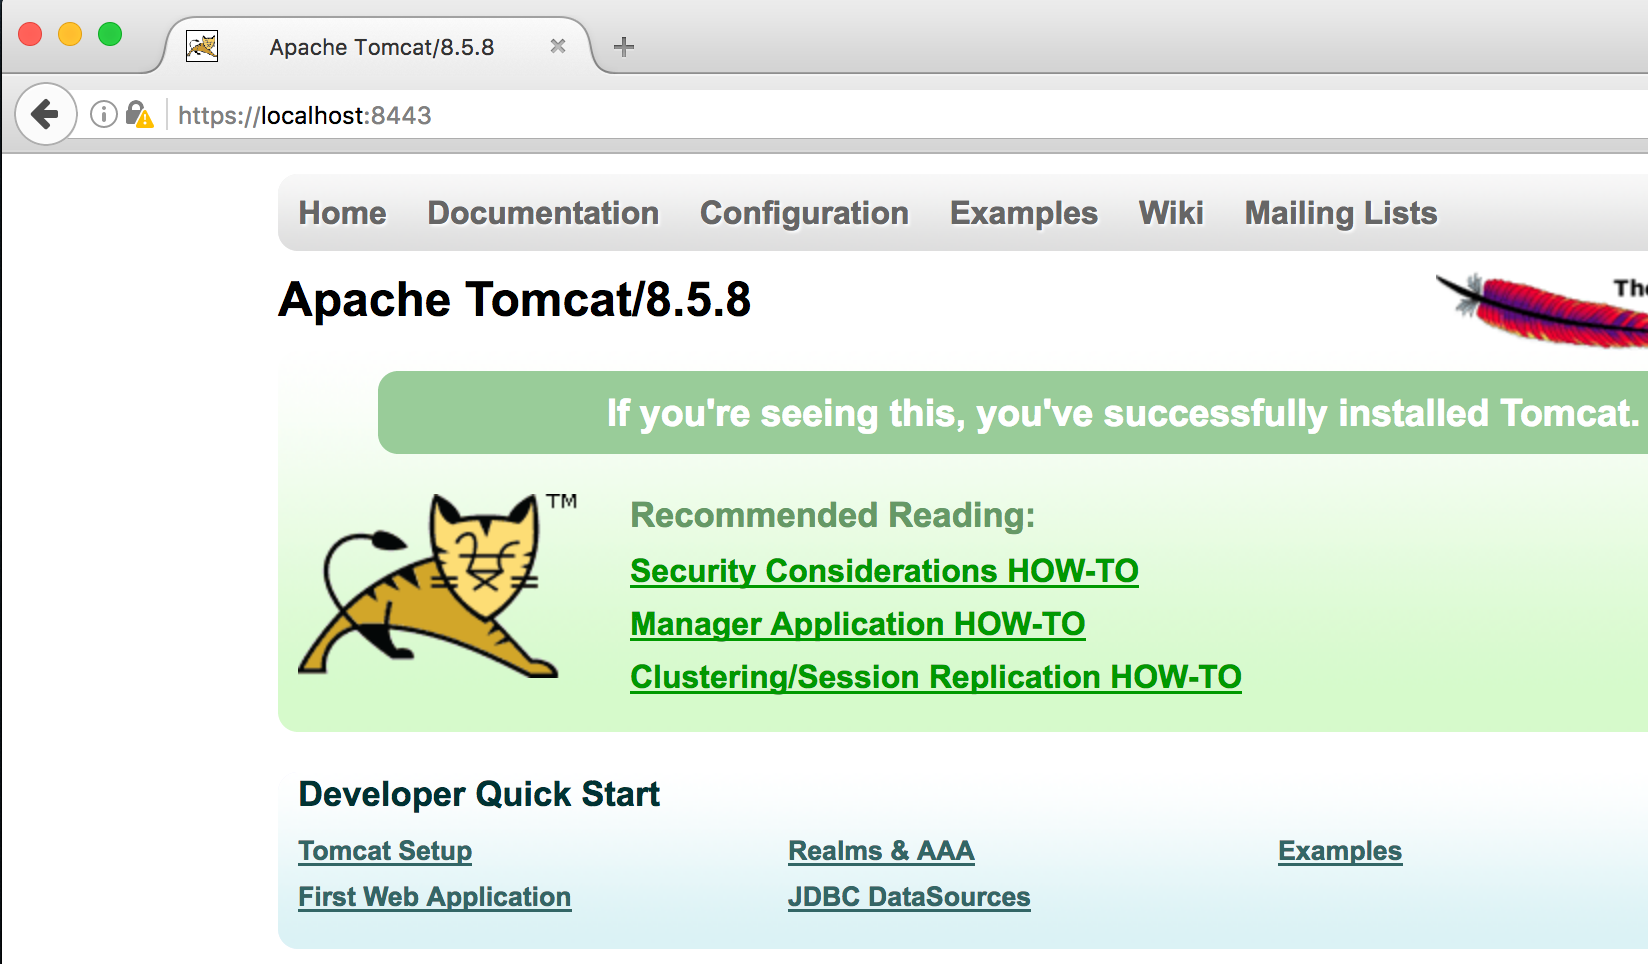 Apache Tomcat/8.5.8
https://localhost:8443
Home Documentation Configuration Examples Wiki Mailing Lists
Apache Tomcat/8.5.8
If you're seeing this, you've successfully installed Tomcat.
TM
Recommended Reading:
Security Considerations HOW-TO
Manager Application HOW-TO
Clustering/Session Replication HOW-TO
Developer Quick Start
Tomcat Setup Realms & AAA Examples
First Web Application JDBC DataSources